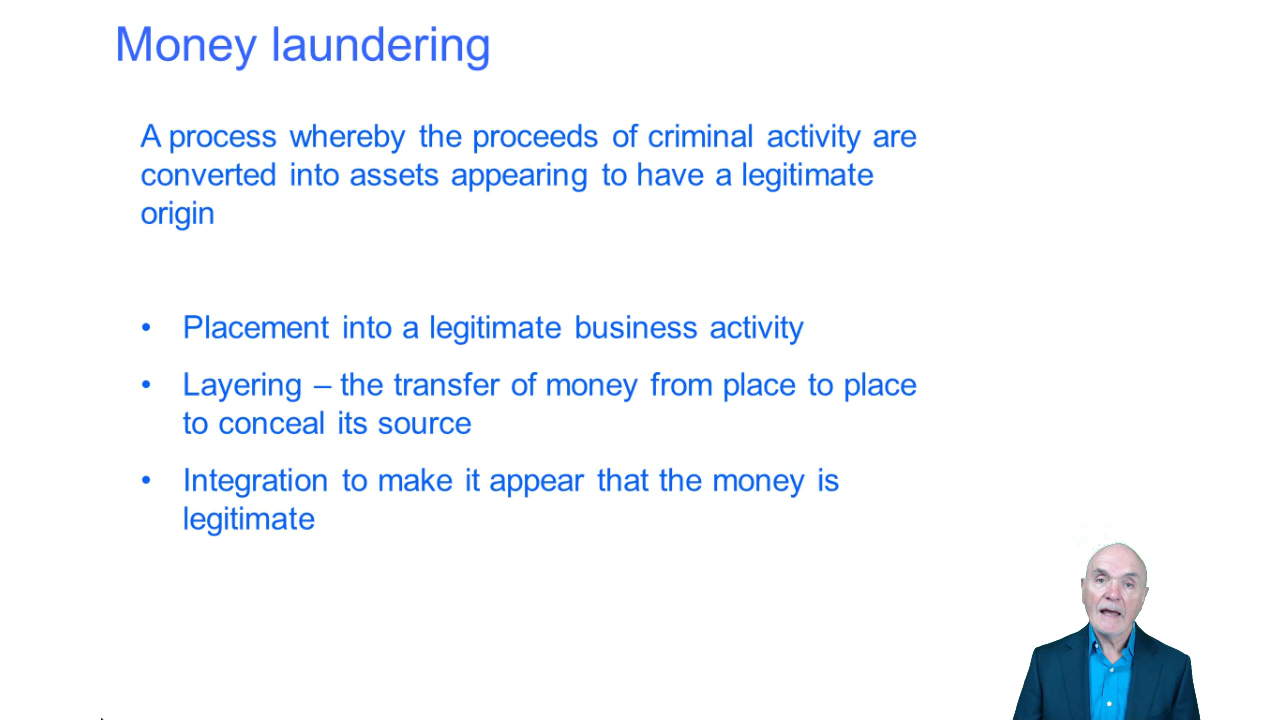 Money laundering
A process whereby the proceeds of criminal activity are
converted into assets appearing to have a legitimate
origin
• Placement into a legitimate business activity
• Layering – the transfer of money from place to place
to conceal its source
• Integration to make it appear that the money is
legitimate